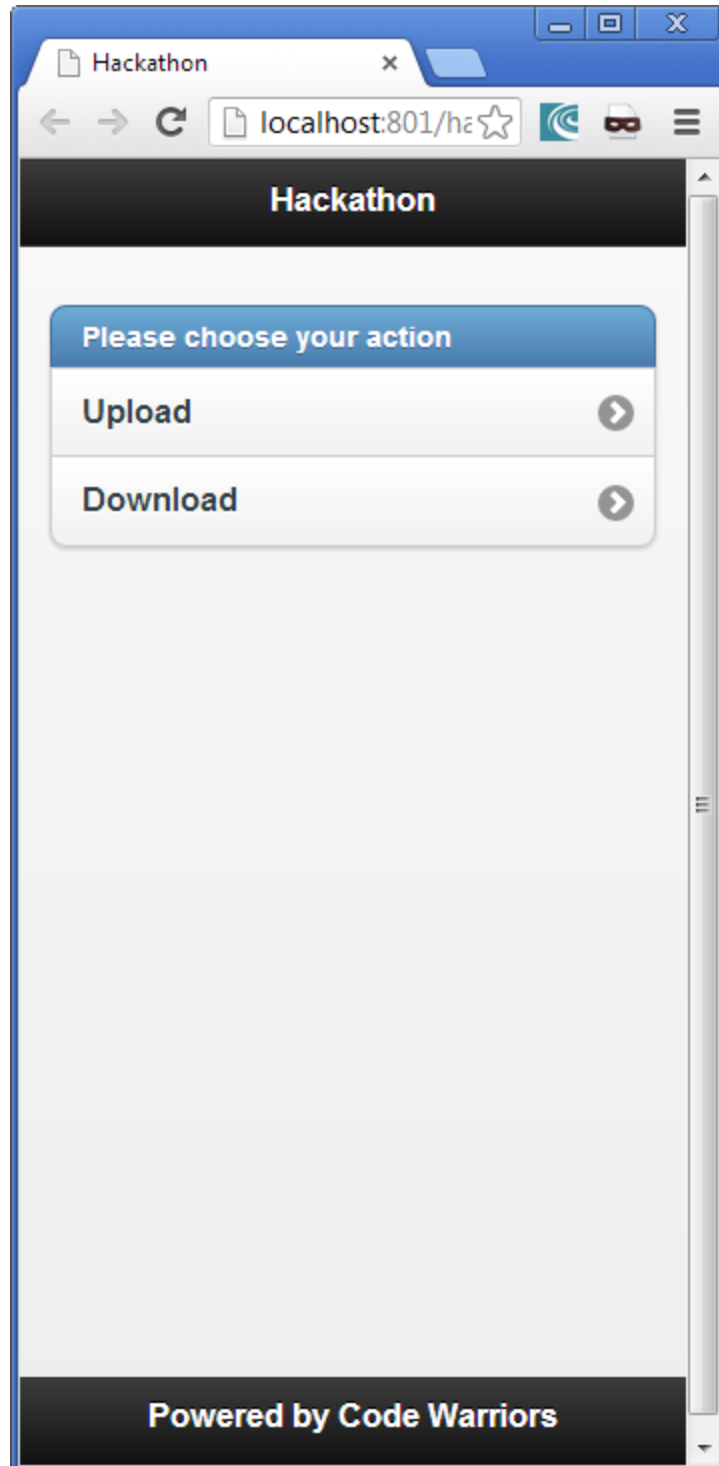 Hackathon
localhost:801/ha
Hackathon
Please choose your action
Upload
Download
Powered by Code Warriors